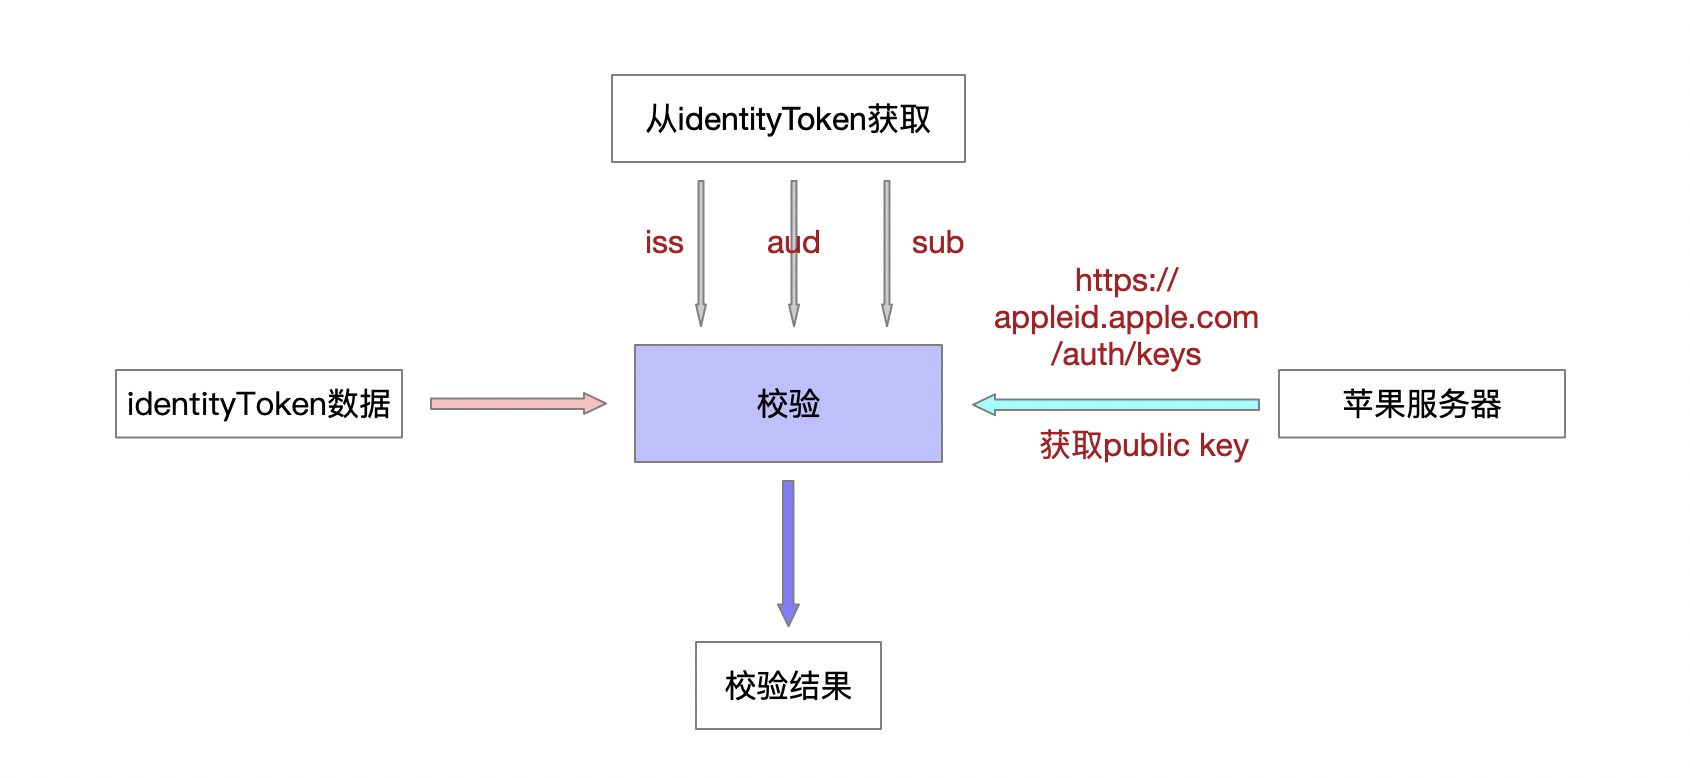 从identityToken获取
iss
aud
sub
https://
appleid.apple.com
/auth/keys
identityToken数据
校验
苹果服务器
获取public key
校验结果